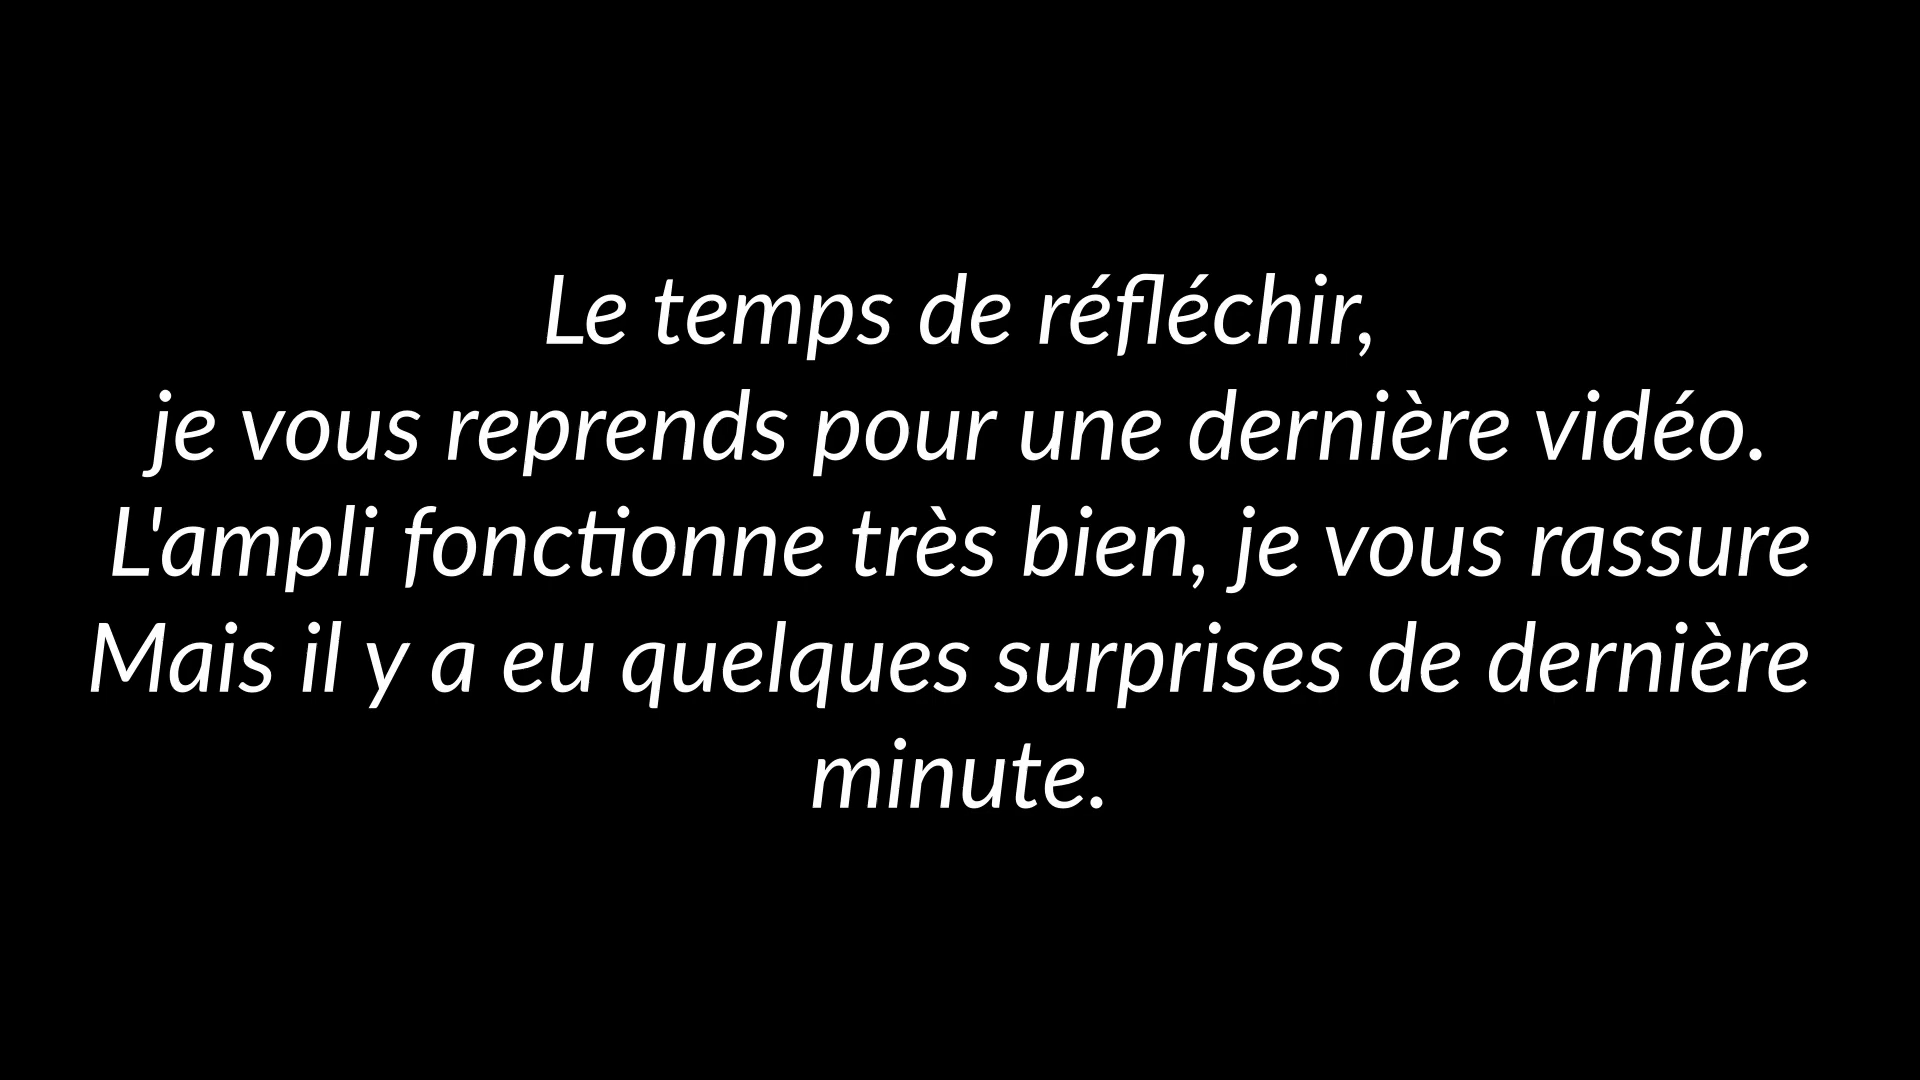 Le temps de réfléchir,
je vous reprends pour une dernière vidéo.
L'ampli fonctionne très bien, je vous rassure
Mais il y a eu quelques surprises de dernière
minute.